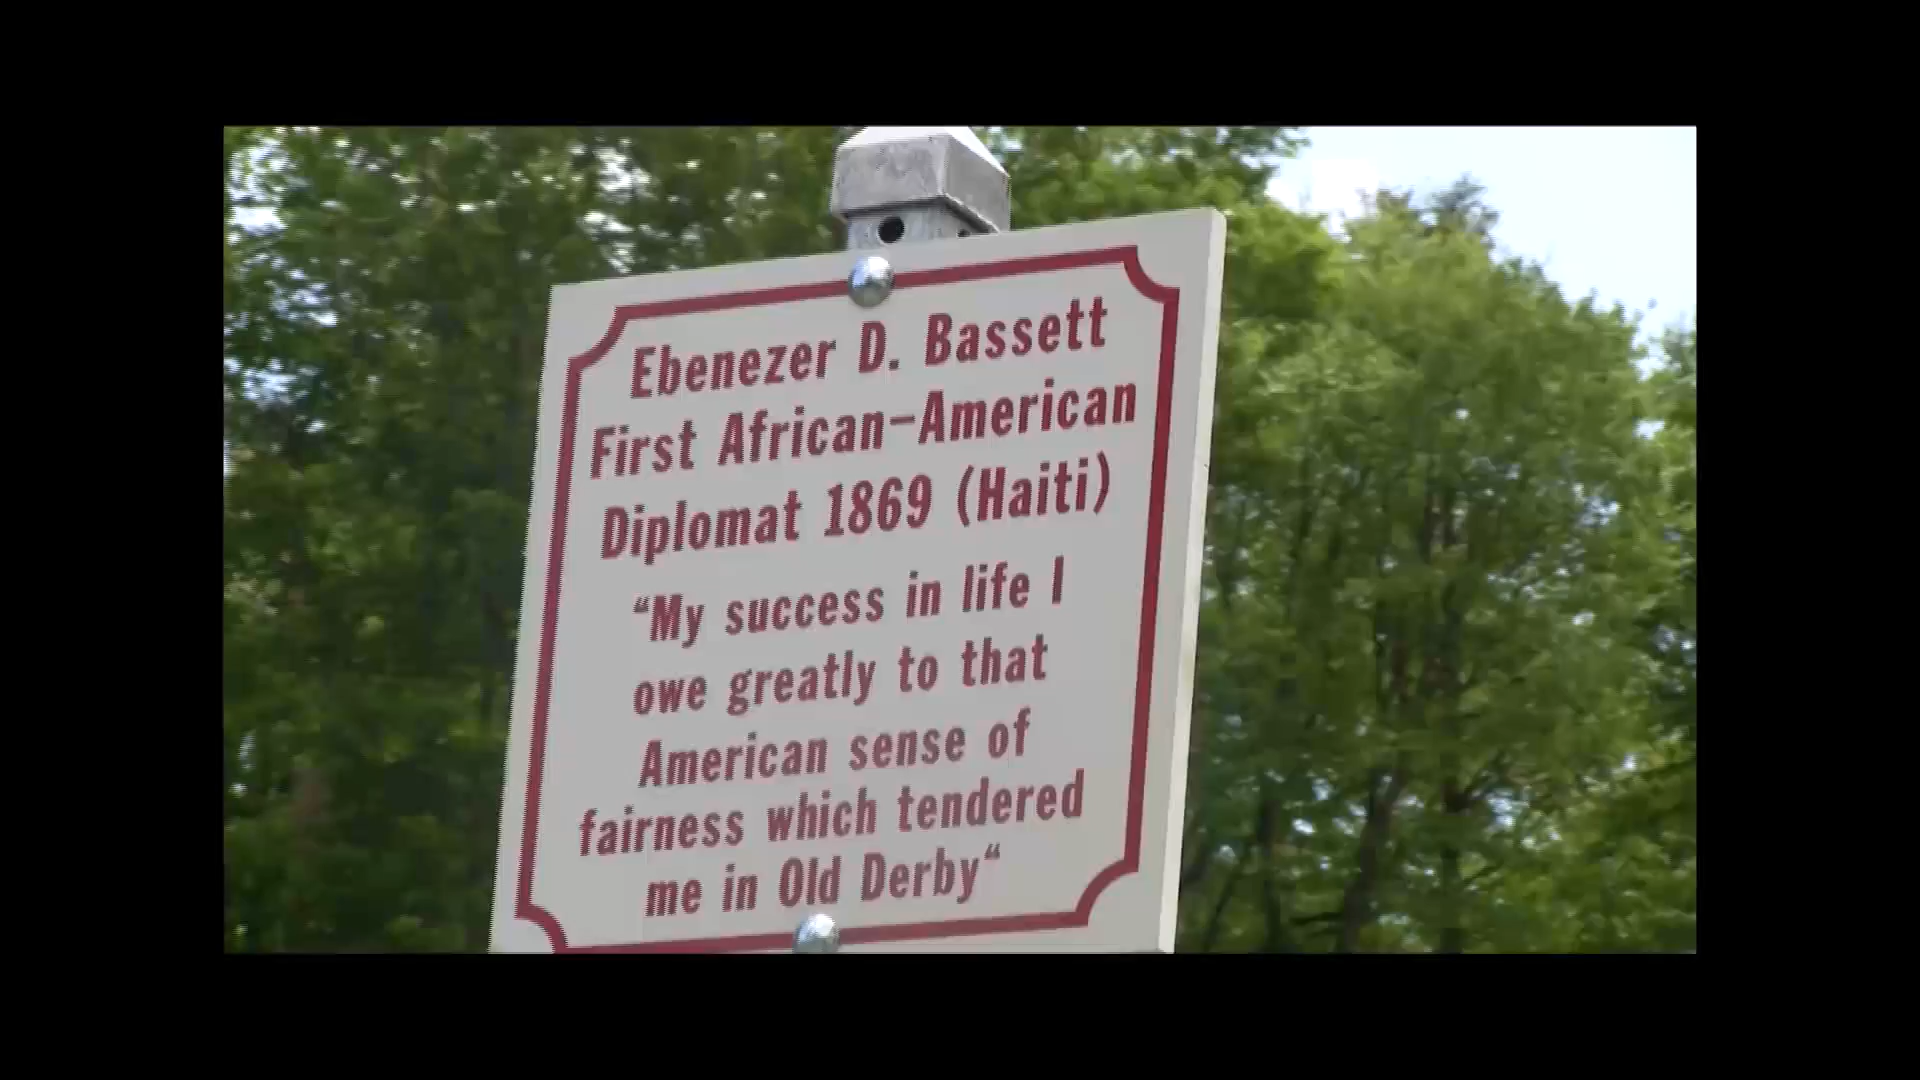 Ebenezer D. Bassett
First African-American
Diplomat 1869 (Haiti)
“My success in life I
owe greatly to that
American sense of
fairness which tendered
me in Old Derby“